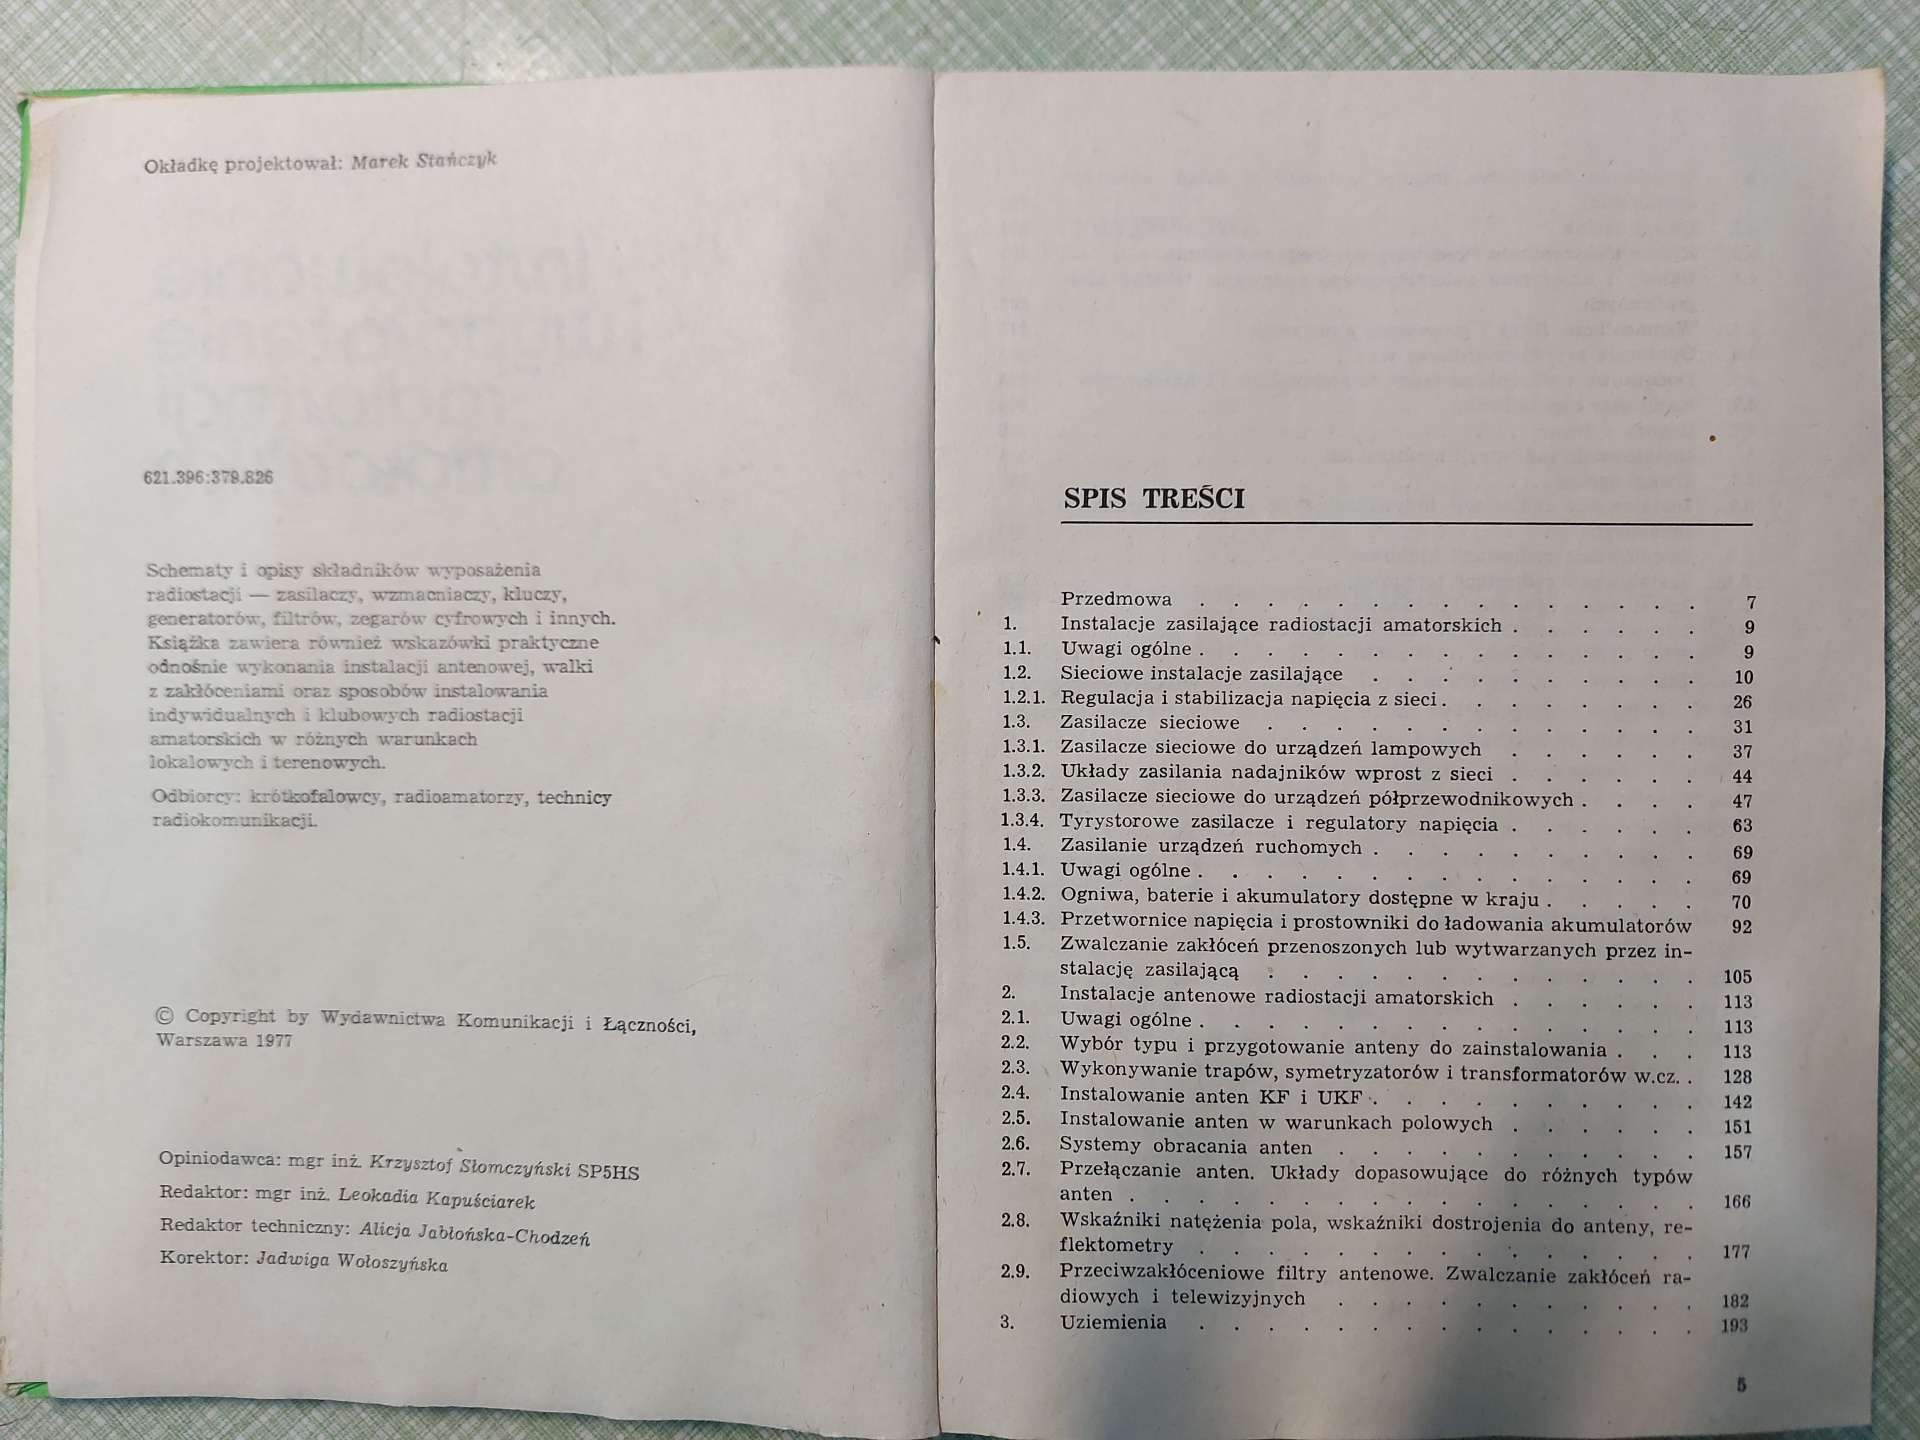 Okładkę projektował: Marek Stańczyk
621.396:379.826
Schematy i opisy składników wyposażenia
radiostacji — zasilaczy, wzmacniaczy, kluczy,
generatorów, filtrów, zegarów cyfrowych i innych.
Książka zawiera również wskazówki praktyczne
odnośnie wykonania instalacji antenowej, walki
z zakłóceniami oraz sposobów instalowania
indywidualnych i klubowych radiostacji
amatorskich w różnych warunkach
lokalowych i terenowych.
Odbiorcy: krótkofalowcy, radioamatorzy, technicy
radiokomunikacji.
© Copyright by Wydawnictwa Komunikacji i Łączności,
Warszawa 1977
Opiniodawca: mgr inż. Krzysztof Słomczyński SP5HS
Redaktor: mgr inż. Leokadia Kapuściarek
Redaktor techniczny: Alicja Jabłońska-Chodzeń
Korektor: Jadwiga Wołoszyńska
SPIS TREŚCI
Przedmowa . . . . . . . . . . . . . . . 7
1. Instalacje zasilające radiostacji amatorskich . . . . . . 9
1.1. Uwagi ogólne . . . . . . . . . . . . . . . 9
1.2. Sieciowe instalacje zasilające . . . . . . . . . . 10
1.2.1. Regulacja i stabilizacja napięcia z sieci . . . . . . . . 26
1.3. Zasilacze sieciowe . . . . . . . . . . . . . 31
1.3.1. Zasilacze sieciowe do urządzeń lampowych . . . . . . 37
1.3.2. Układy zasilania nadajników wprost z sieci . . . . . . 44
1.3.3. Zasilacze sieciowe do urządzeń półprzewodnikowych . . . . 47
1.3.4. Tyrystorowe zasilacze i regulatory napięcia . . . . . . 63
1.4. Zasilanie urządzeń ruchomych . . . . . . . . . . 69
1.4.1. Uwagi ogólne . . . . . . . . . . . . . . . 69
1.4.2. Ogniwa, baterie i akumulatory dostępne w kraju . . . . . 70
1.4.3. Przetwornice napięcia i prostowniki do ładowania akumulatorów 92
1.5. Zwalczanie zakłóceń przenoszonych lub wytwarzanych przez in-
stalację zasilającą . . . . . . . . . . . . . 105
2. Instalacje antenowe radiostacji amatorskich . . . . . . 113
2.1. Uwagi ogólne . . . . . . . . . . . . . . . 113
2.2. Wybór typu i przygotowanie anteny do zainstalowania . . . 113
2.3. Wykonywanie trapów, symetryzatorów i transformatorów w.cz. . 128
2.4. Instalowanie anten KF i UKF . . . . . . . . . . 142
2.5. Instalowanie anten w warunkach polowych . . . . . . 151
2.6. Systemy obracania anten . . . . . . . . . . . 157
2.7. Przełączanie anten. Układy dopasowujące do różnych typów
anten . . . . . . . . . . . . . . . . . 166
2.8. Wskaźniki natężenia pola, wskaźniki dostrojenia do anteny, re-
flektometry . . . . . . . . . . . . . . . 177
2.9. Przeciwzakłóceniowe filtry antenowe. Zwalczanie zakłóceń ra-
diowych i telewizyjnych . . . . . . . . . . . 182
3. Uziemienia . . . . . . . . . . . . . . . 193
5